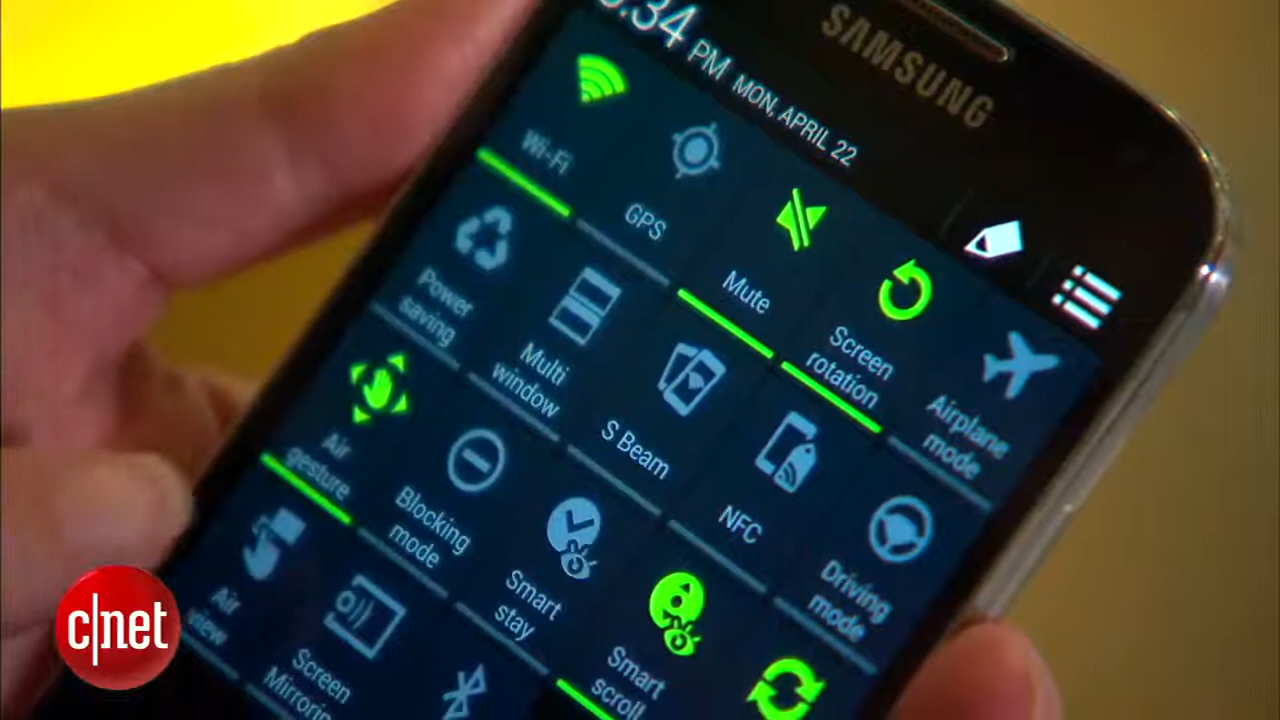 SAMSUNG
:34 PM MON, APRIL 22
Wi-Fi
GPS
Mute
Screen
rotation
Airplane
mode
Power
saving
Multi
window
S Beam
NFC
Driving
mode
Air
gesture
Blocking
mode
Smart
stay
Smart
scroll
Air
view
Screen
Mirroring
c|net